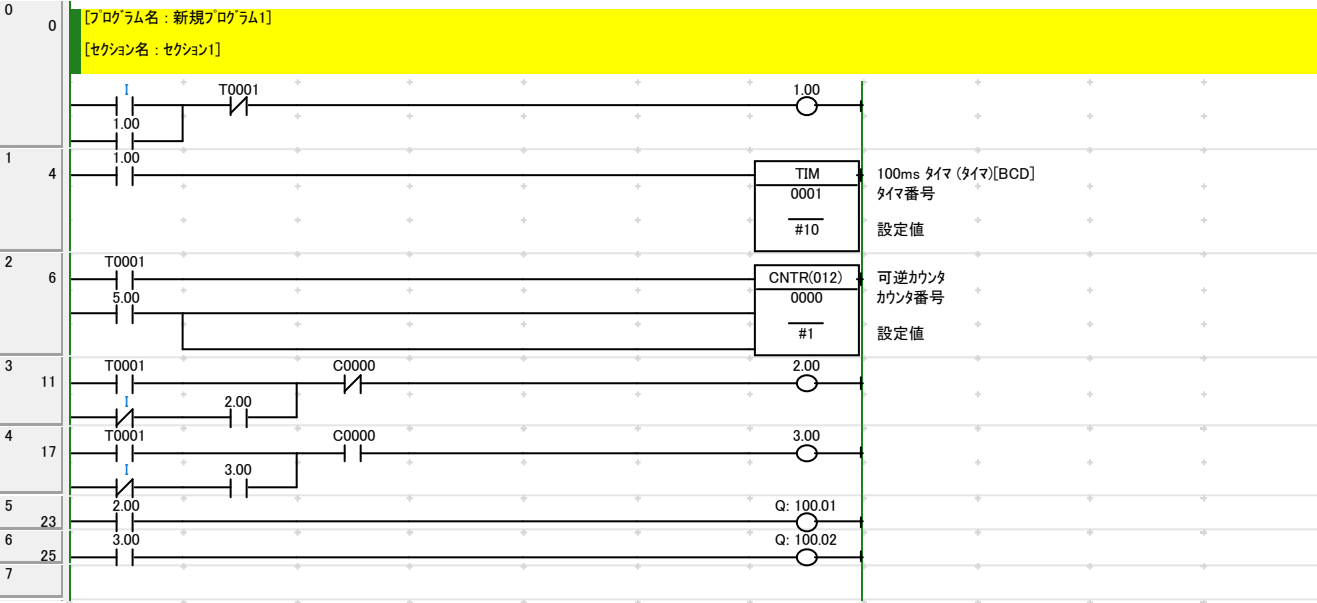 0
0
[プログラム名 : 新規プログラム1]
[セクション名 : セクション1]
I
T0001
1.00
1.00
1
4
1.00
TIM
100ms タイマ (タイマ)[BCD]
0001
タイマ番号
#10
設定値
2
6
T0001
CNTR(012)
可逆カウンタ
5.00
0000
カウンタ番号
#1
設定値
3
11
T0001
C0000
2.00
I
2.00
4
17
T0001
C0000
3.00
I
3.00
5
23
2.00
Q: 100.01
6
25
3.00
Q: 100.02
7